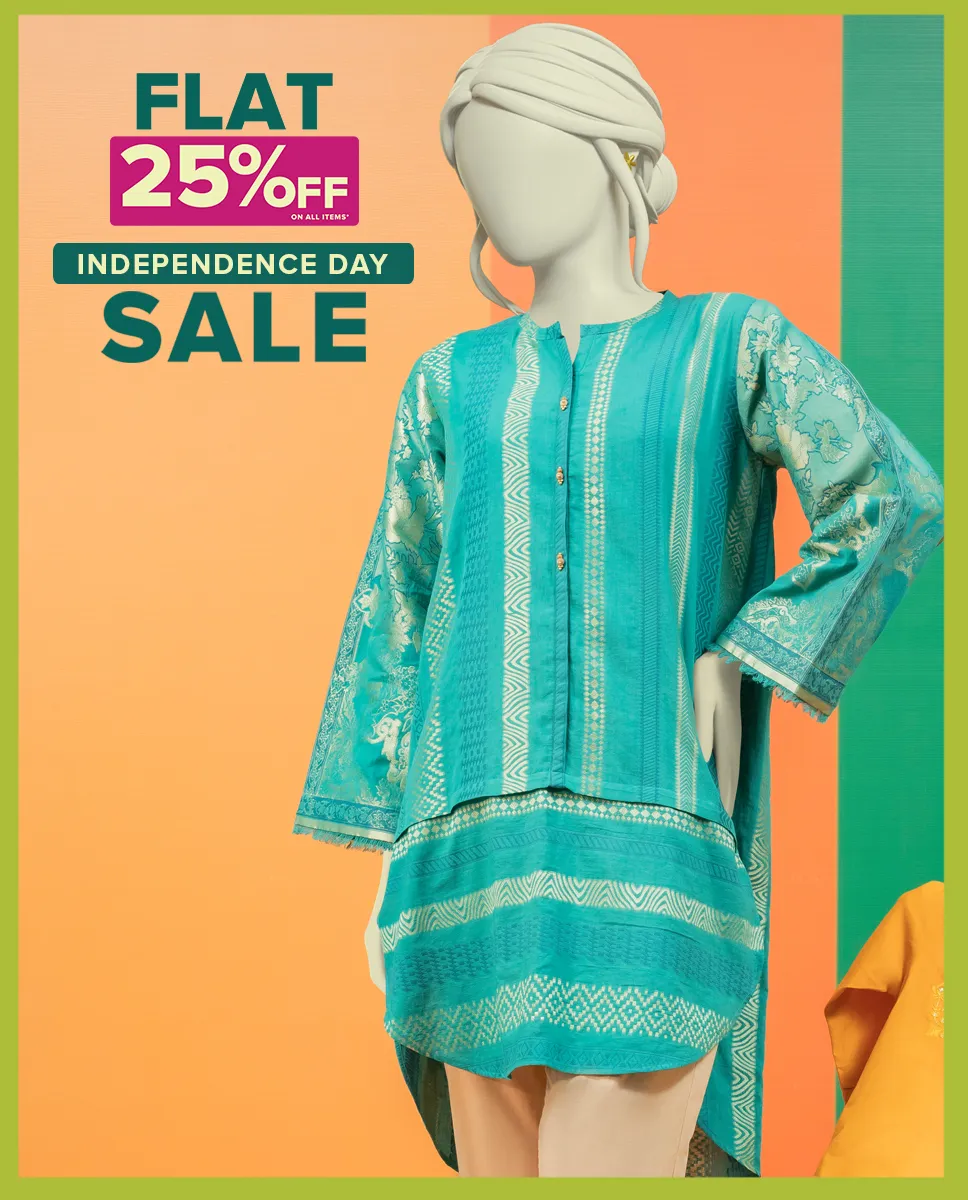 FLAT
25%OFF
ON ALL ITEMS*
INDEPENDENCE DAY
SALE